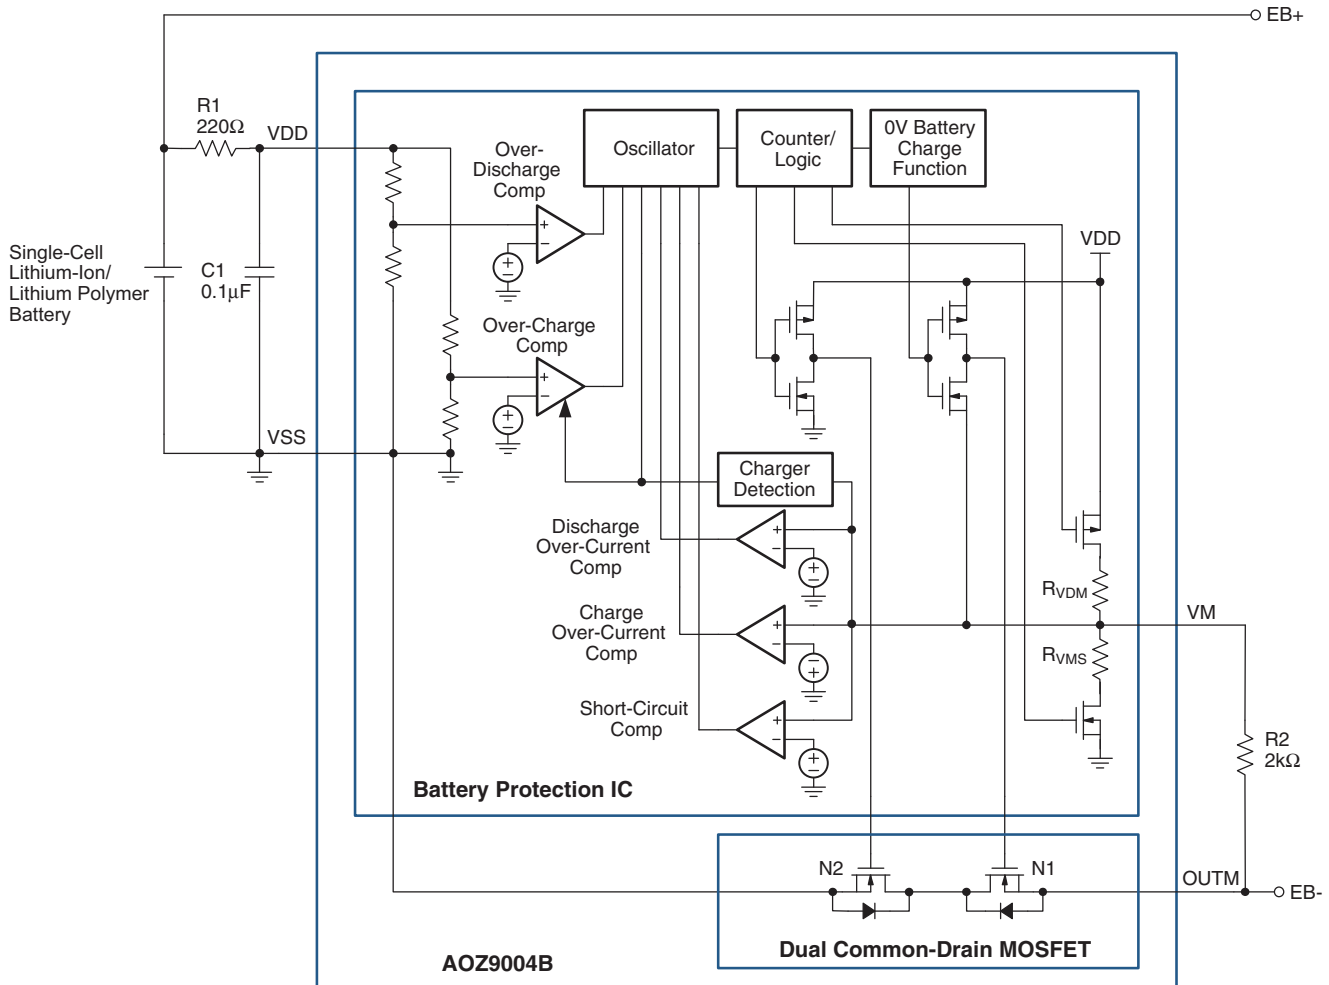 EB+
R1
220Ω
VDD
Over-
Discharge
Comp
Oscillator
Counter/
Logic
0V Battery
Charge
Function
VDD
Single-Cell
Lithium-Ion/
Lithium Polymer
Battery
C1
0.1µF
Over-Charge
Comp
VSS
Charger
Detection
Discharge
Over-Current
Comp
RVDM
VM
Charge
Over-Current
Comp
RVMS
Short-Circuit
Comp
R2
2kΩ
Battery Protection IC
N2
N1
OUTM
EB-
Dual Common-Drain MOSFET
AOZ9004B